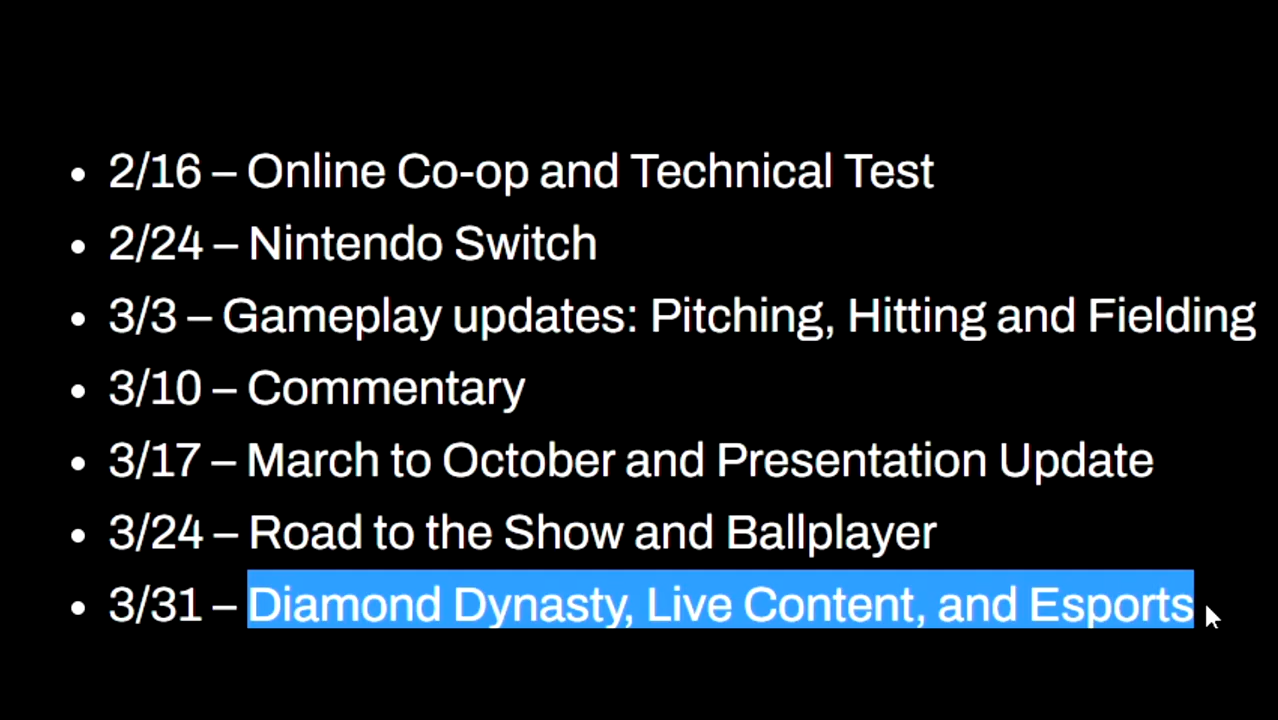 • 2/16 – Online Co-op and Technical Test
• 2/24 – Nintendo Switch
• 3/3 – Gameplay updates: Pitching, Hitting and Fielding
• 3/10 – Commentary
• 3/17 – March to October and Presentation Update
• 3/24 – Road to the Show and Ballplayer
• 3/31 – Diamond Dynasty, Live Content, and Esports